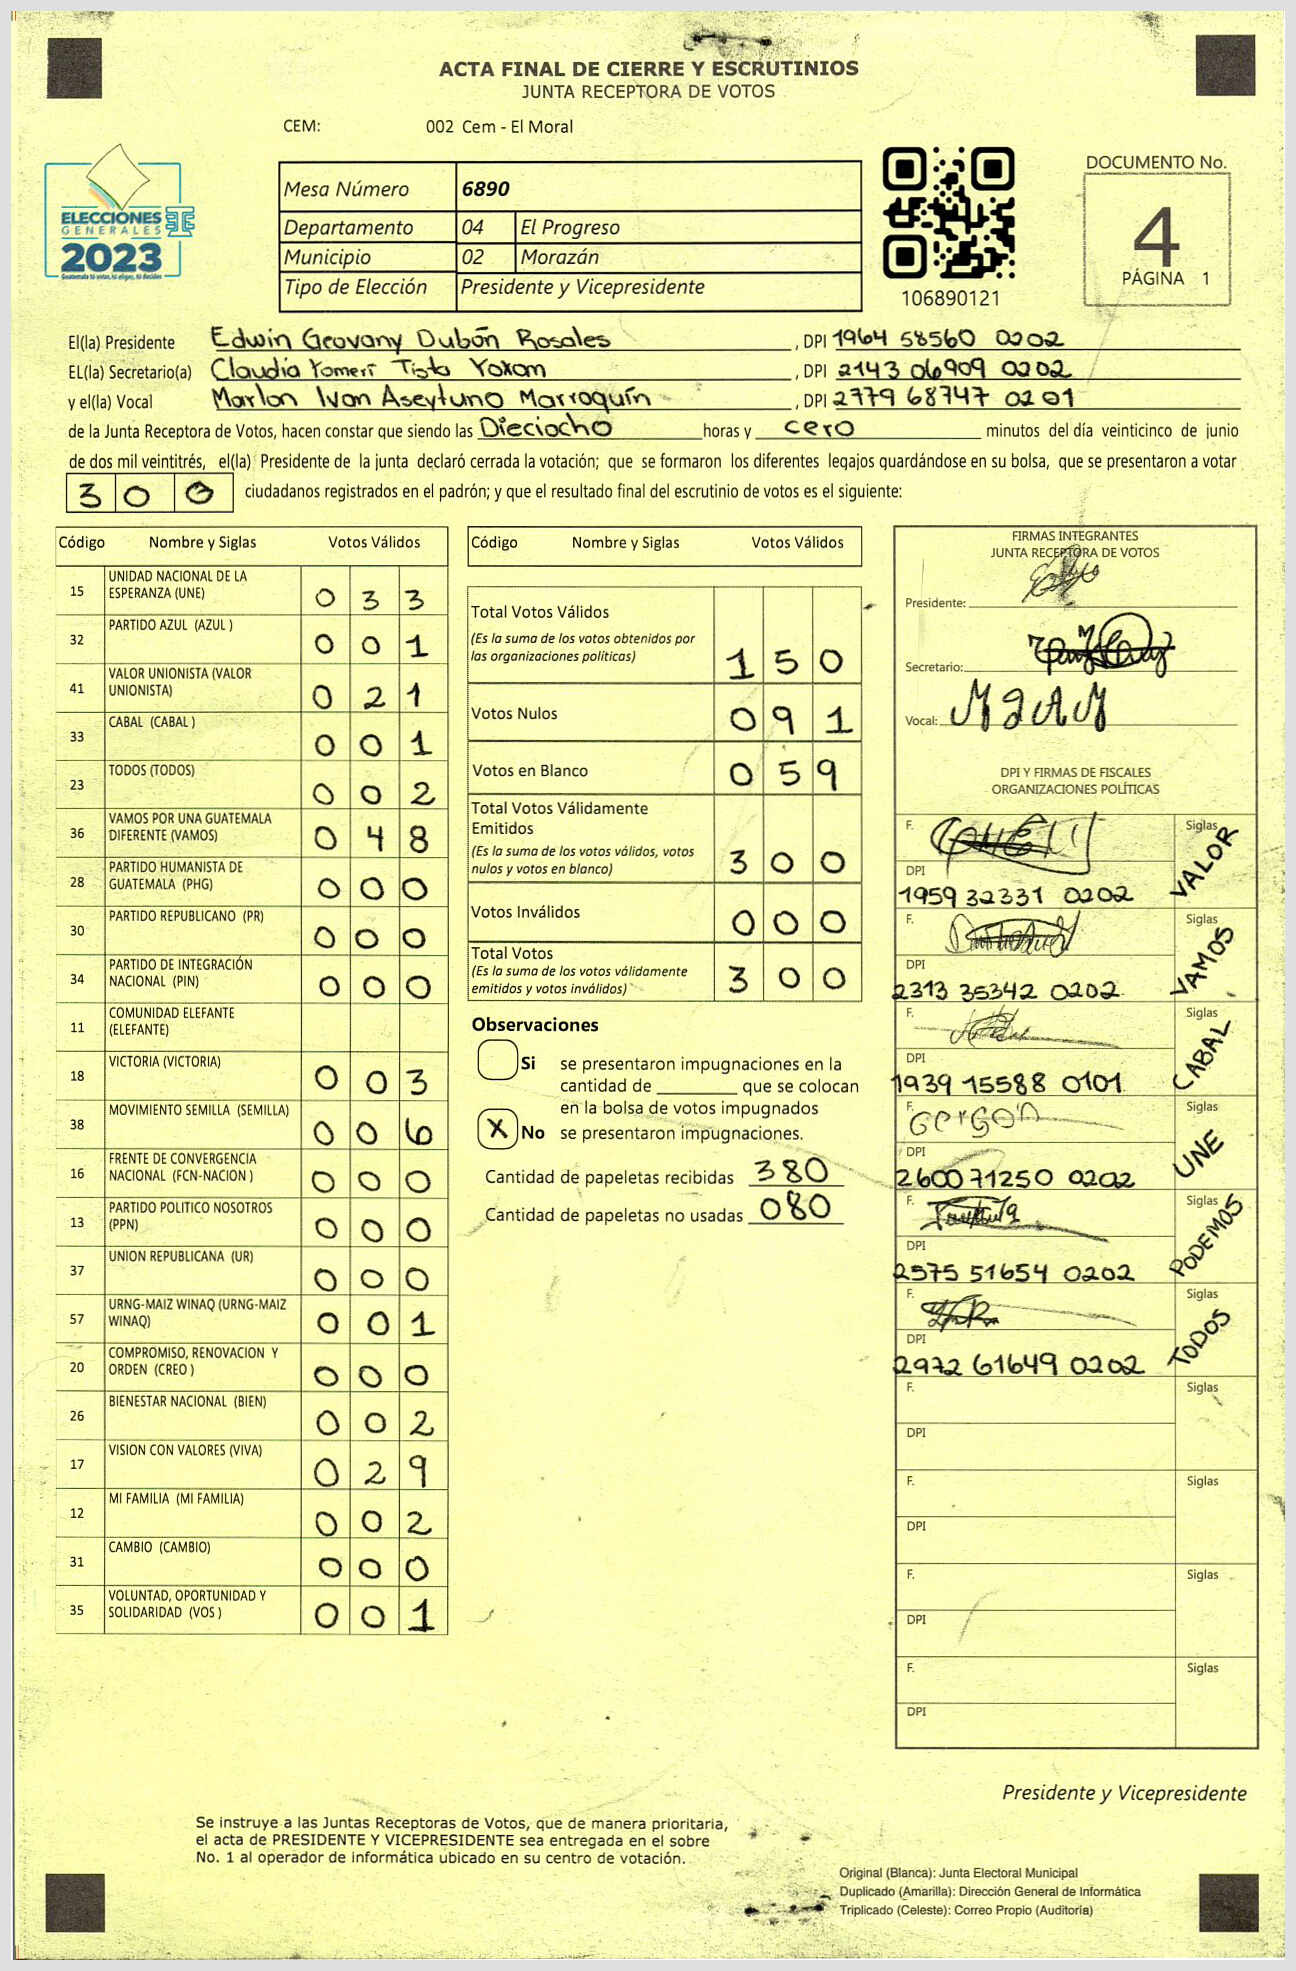 ACTA FINAL DE CIERRE Y ESCRUTINIOS
JUNTA RECEPTORA DE VOTOS
CEM: 002 Cem - El Moral
ELECCIONES
GENERALES
2023
Guatemala tú votas, tú eliges, tú decides
Mesa Número 6890
Departamento 04 El Progreso
Municipio 02 Morazán
Tipo de Elección Presidente y Vicepresidente
106890121
DOCUMENTO No.
4
PÁGINA 1
El(la) Presidente Edwin Geovany Dubón Rosales, DPI 1964 58560 0202
EL(la) Secretario(a) Claudia Yomeri Tista Yoxom, DPI 2143 06909 0202
y el(la) Vocal Marlon Ivan Aseytuno Marroquín, DPI 2779 68747 0201
de la Junta Receptora de Votos, hacen constar que siendo las Dieciocho horas y cero minutos del día veinticinco de junio
de dos mil veintitrés, el(la) Presidente de la junta declaró cerrada la votación; que se formaron los diferentes legajos guardándose en su bolsa, que se presentaron a votar
300 ciudadanos registrados en el padrón; y que el resultado final del escrutinio de votos es el siguiente:
Código Nombre y Siglas Votos Válidos
15 UNIDAD NACIONAL DE LA ESPERANZA (UNE) 0 3 3
32 PARTIDO AZUL (AZUL ) 0 0 1
41 VALOR UNIONISTA (VALOR UNIONISTA) 0 2 1
33 CABAL (CABAL ) 0 0 1
23 TODOS (TODOS) 0 0 2
36 VAMOS POR UNA GUATEMALA DIFERENTE (VAMOS) 0 4 8
28 PARTIDO HUMANISTA DE GUATEMALA (PHG) 0 0 0
30 PARTIDO REPUBLICANO (PR) 0 0 0
34 PARTIDO DE INTEGRACIÓN NACIONAL (PIN) 0 0 0
11 COMUNIDAD ELEFANTE (ELEFANTE)
18 VICTORIA (VICTORIA) 0 0 3
38 MOVIMIENTO SEMILLA (SEMILLA) 0 0 6
16 FRENTE DE CONVERGENCIA NACIONAL (FCN-NACION ) 0 0 0
13 PARTIDO POLITICO NOSOTROS (PPN) 0 0 0
37 UNION REPUBLICANA (UR) 0 0 0
57 URNG-MAIZ WINAQ (URNG-MAIZ WINAQ) 0 0 1
20 COMPROMISO, RENOVACION Y ORDEN (CREO ) 0 0 0
26 BIENESTAR NACIONAL (BIEN) 0 0 2
17 VISION CON VALORES (VIVA) 0 2 9
12 MI FAMILIA (MI FAMILIA) 0 0 2
31 CAMBIO (CAMBIO) 0 0 0
35 VOLUNTAD, OPORTUNIDAD Y SOLIDARIDAD (VOS ) 0 0 1
Código Nombre y Siglas Votos Válidos
Total Votos Válidos
(Es la suma de los votos obtenidos por
las organizaciones políticas) 1 5 0
Votos Nulos 0 9 1
Votos en Blanco 0 5 9
Total Votos Válidamente
Emitidos
(Es la suma de los votos válidos, votos
nulos y votos en blanco) 3 0 0
Votos Inválidos 0 0 0
Total Votos
(Es la suma de los votos válidamente
emitidos y votos inválidos) 3 0 0
Observaciones
Si se presentaron impugnaciones en la
cantidad de ________ que se colocan
en la bolsa de votos impugnados
X No se presentaron impugnaciones.
Cantidad de papeletas recibidas 380
Cantidad de papeletas no usadas 080
FIRMAS INTEGRANTES
JUNTA RECEPTORA DE VOTOS
Presidente:
Secretario:
Vocal: MIAM
DPI Y FIRMAS DE FISCALES
ORGANIZACIONES POLÍTICAS
F. Siglas VALOR
DPI 1959 32331 0202
F. Siglas VAMOS
DPI 2313 35342 0202
F. Siglas CABAL
DPI 1939 15588 0101
F. Gerson Siglas UNE
DPI 2600 71250 0202
F. Siglas PODEMOS
DPI 2575 51654 0202
F. Siglas TODOS
DPI 2972 61649 0202
F. Siglas
DPI
F. Siglas
DPI
F. Siglas
DPI
F. Siglas
DPI
Presidente y Vicepresidente
Se instruye a las Juntas Receptoras de Votos, que de manera prioritaria,
el acta de PRESIDENTE Y VICEPRESIDENTE sea entregada en el sobre
No. 1 al operador de informática ubicado en su centro de votación.
Original (Blanca): Junta Electoral Municipal
Duplicado (Amarilla): Dirección General de Informática
Triplicado (Celeste): Correo Propio (Auditoría)